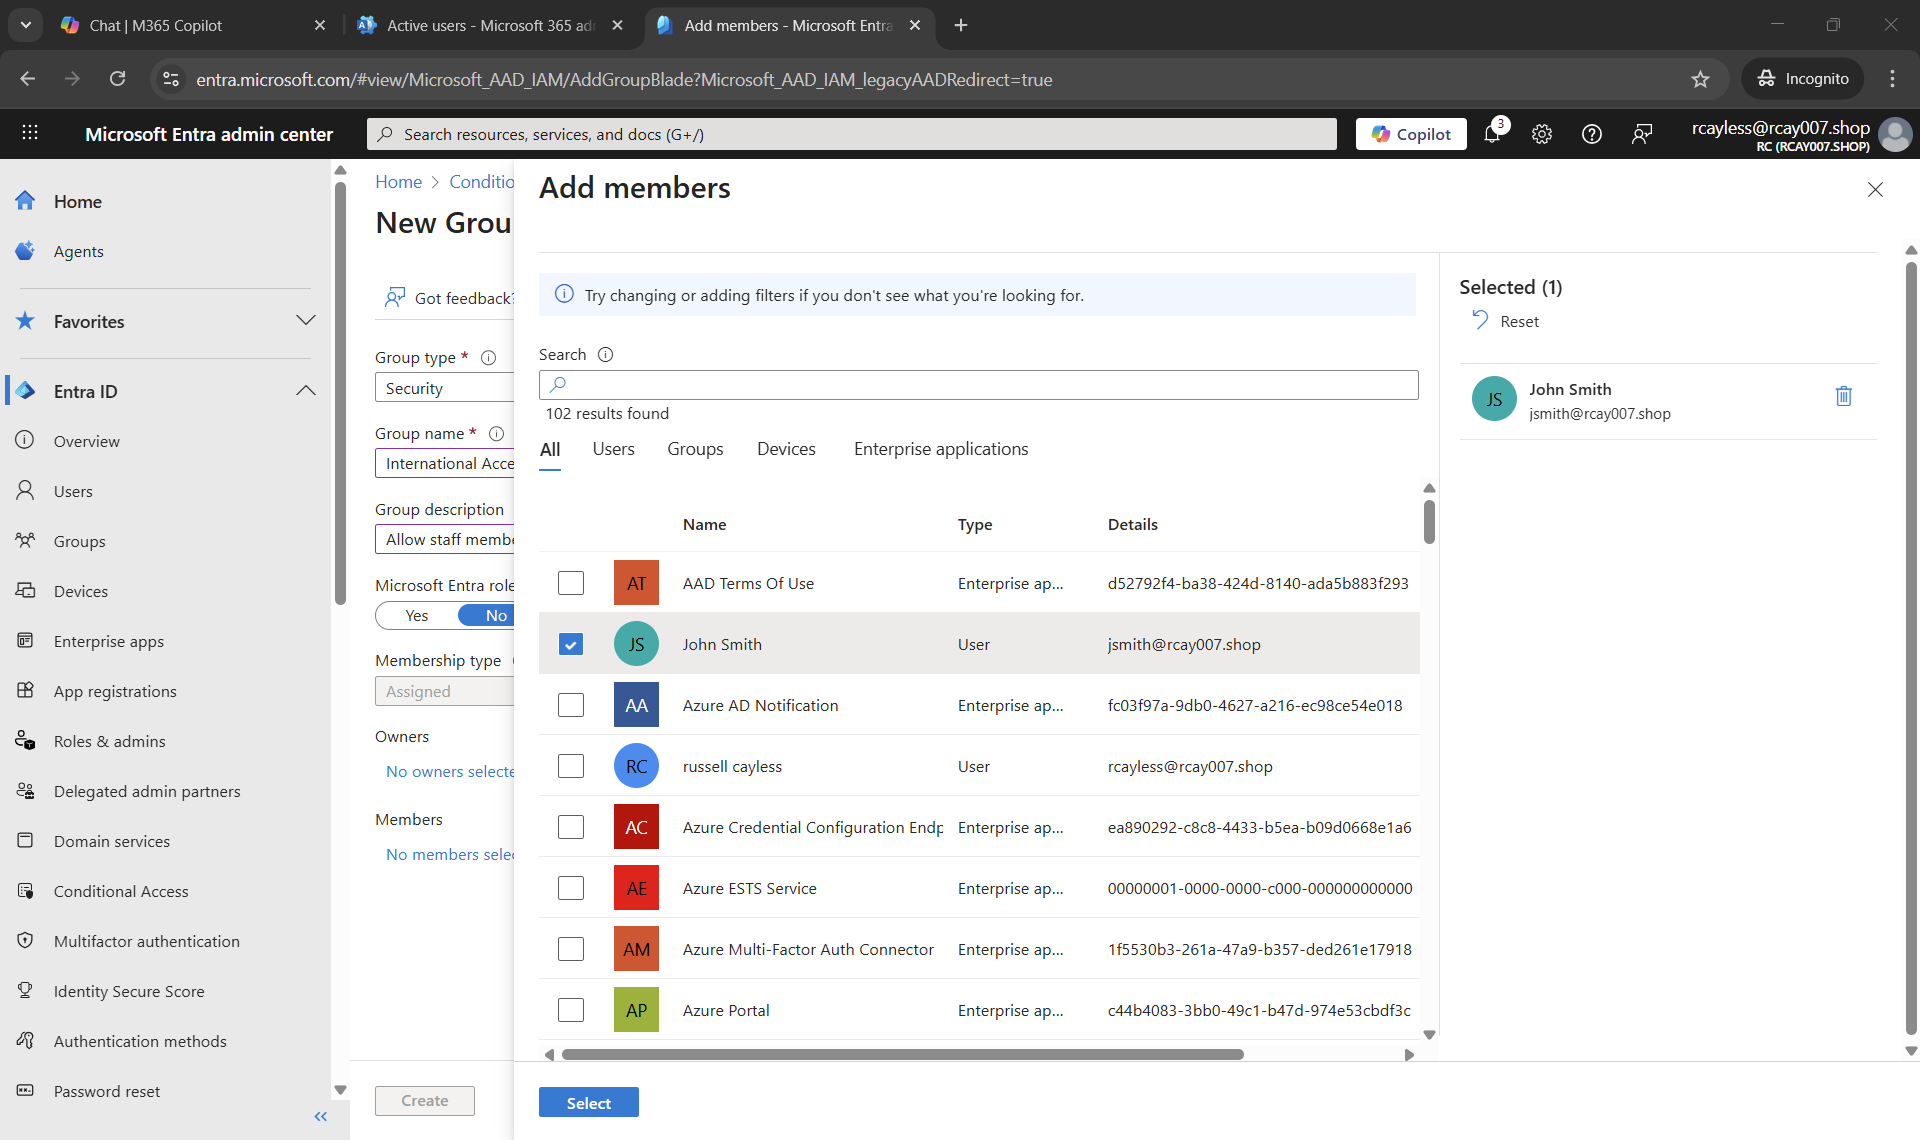 Chat | M365 Copilot
Active users - Microsoft 365 ad
Add members - Microsoft Entra
entra.microsoft.com/#view/Microsoft_AAD_IAM/AddGroupBlade?Microsoft_AAD_IAM_legacyAADRedirect=true
Incognito
Microsoft Entra admin center
Search resources, services, and docs (G+/)
Copilot
3
rcayless@rcay007.shop
RC (RCAY007.SHOP)
Home
Agents
Favorites
Entra ID
Overview
Users
Groups
Devices
Enterprise apps
App registrations
Roles & admins
Delegated admin partners
Domain services
Conditional Access
Multifactor authentication
Identity Secure Score
Authentication methods
Password reset
Home > Conditio
New Grou
Got feedback?
Group type *
Security
Group name *
International Acce
Group description
Allow staff membe
Microsoft Entra role
Yes No
Membership type
Assigned
Owners
No owners selecte
Members
No members selec
Create
Add members
Try changing or adding filters if you don't see what you're looking for.
Search
102 results found
All Users Groups Devices Enterprise applications
Name Type Details
AT AAD Terms Of Use Enterprise ap... d52792f4-ba38-424d-8140-ada5b883f293
JS John Smith User jsmith@rcay007.shop
AA Azure AD Notification Enterprise ap... fc03f97a-9db0-4627-a216-ec98ce54e018
RC russell cayless User rcayless@rcay007.shop
AC Azure Credential Configuration Endp Enterprise ap... ea890292-c8c8-4433-b5ea-b09d0668e1a6
AE Azure ESTS Service Enterprise ap... 00000001-0000-0000-c000-000000000000
AM Azure Multi-Factor Auth Connector Enterprise ap... 1f5530b3-261a-47a9-b357-ded261e17918
AP Azure Portal Enterprise ap... c44b4083-3bb0-49c1-b47d-974e53cbdf3c
Select
Selected (1)
Reset
JS John Smith
jsmith@rcay007.shop